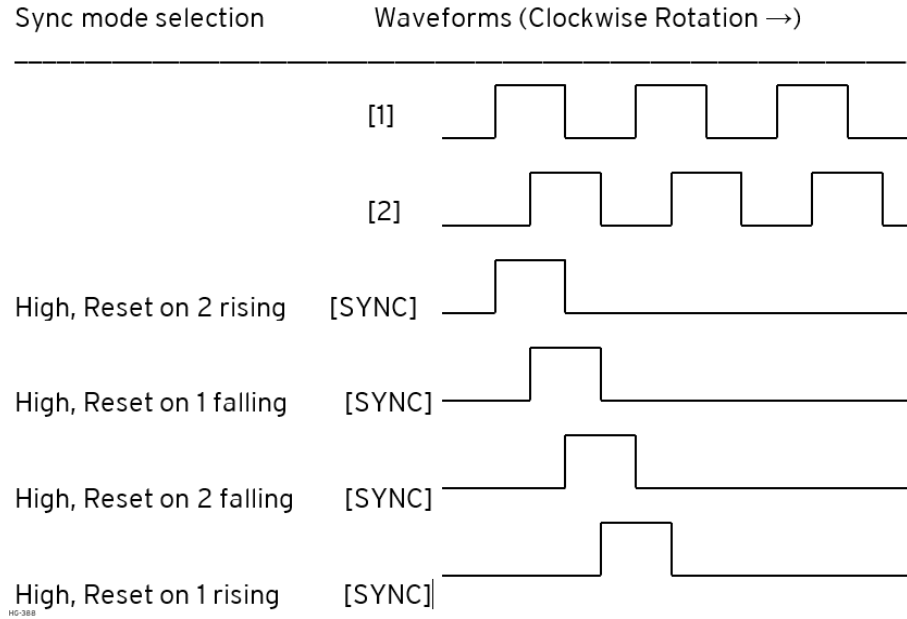 Sync mode selection Waveforms (Clockwise Rotation →)
[1]
[2]
High, Reset on 2 rising [SYNC]
High, Reset on 1 falling [SYNC]
High, Reset on 2 falling [SYNC]
High, Reset on 1 rising [SYNC]
HG-388